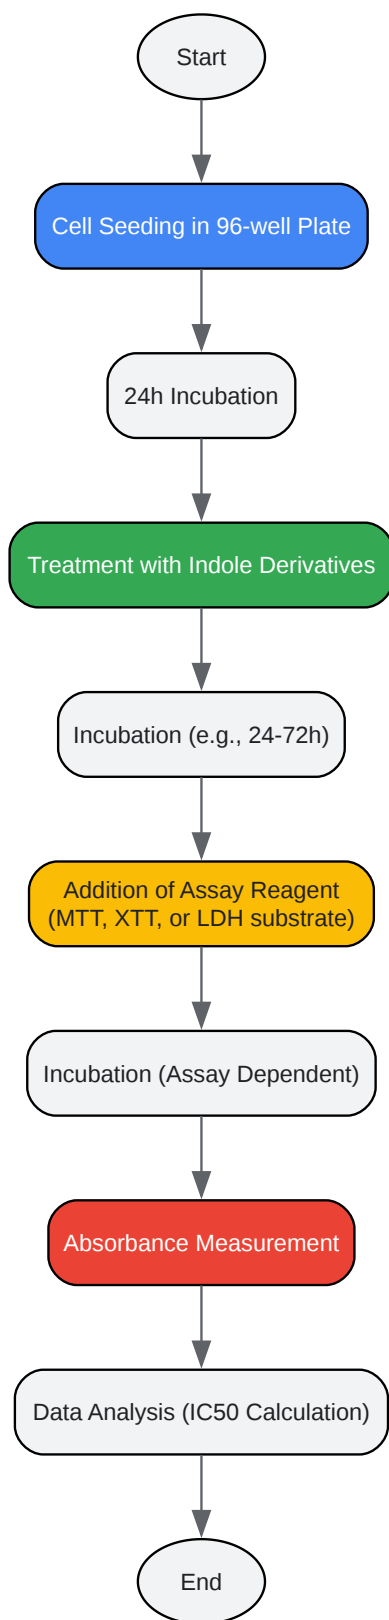 Start
Cell Seeding in 96-well Plate
24h Incubation
Treatment with Indole Derivatives
Incubation (e.g., 24-72h)
Addition of Assay Reagent
(MTT, XTT, or LDH substrate)
Incubation (Assay Dependent)
Absorbance Measurement
Data Analysis (IC50 Calculation)
End